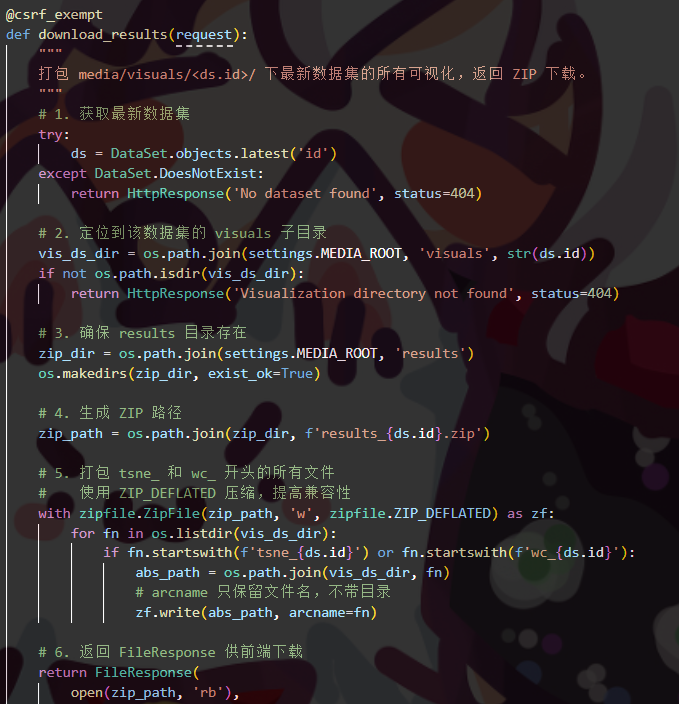 @csrf_exempt
def download_results(request):
    """
    打包 media/visuals/<ds.id>/ 下最新数据集的所有可视化，返回 ZIP 下载。
    """
    # 1. 获取最新数据集
    try:
        ds = DataSet.objects.latest('id')
    except DataSet.DoesNotExist:
        return HttpResponse('No dataset found', status=404)
    # 2. 定位到该数据集的 visuals 子目录
    vis_ds_dir = os.path.join(settings.MEDIA_ROOT, 'visuals', str(ds.id))
    if not os.path.isdir(vis_ds_dir):
        return HttpResponse('Visualization directory not found', status=404)
    # 3. 确保 results 目录存在
    zip_dir = os.path.join(settings.MEDIA_ROOT, 'results')
    os.makedirs(zip_dir, exist_ok=True)
    # 4. 生成 ZIP 路径
    zip_path = os.path.join(zip_dir, f'results_{ds.id}.zip')
    # 5. 打包 tsne_ 和 wc_ 开头的所有文件
    #    使用 ZIP_DEFLATED 压缩，提高兼容性
    with zipfile.ZipFile(zip_path, 'w', zipfile.ZIP_DEFLATED) as zf:
        for fn in os.listdir(vis_ds_dir):
            if fn.startswith(f'tsne_{ds.id}') or fn.startswith(f'wc_{ds.id}'):
                abs_path = os.path.join(vis_ds_dir, fn)
                # arcname 只保留文件名，不带目录
                zf.write(abs_path, arcname=fn)
    # 6. 返回 FileResponse 供前端下载
    return FileResponse(
        open(zip_path, 'rb'),